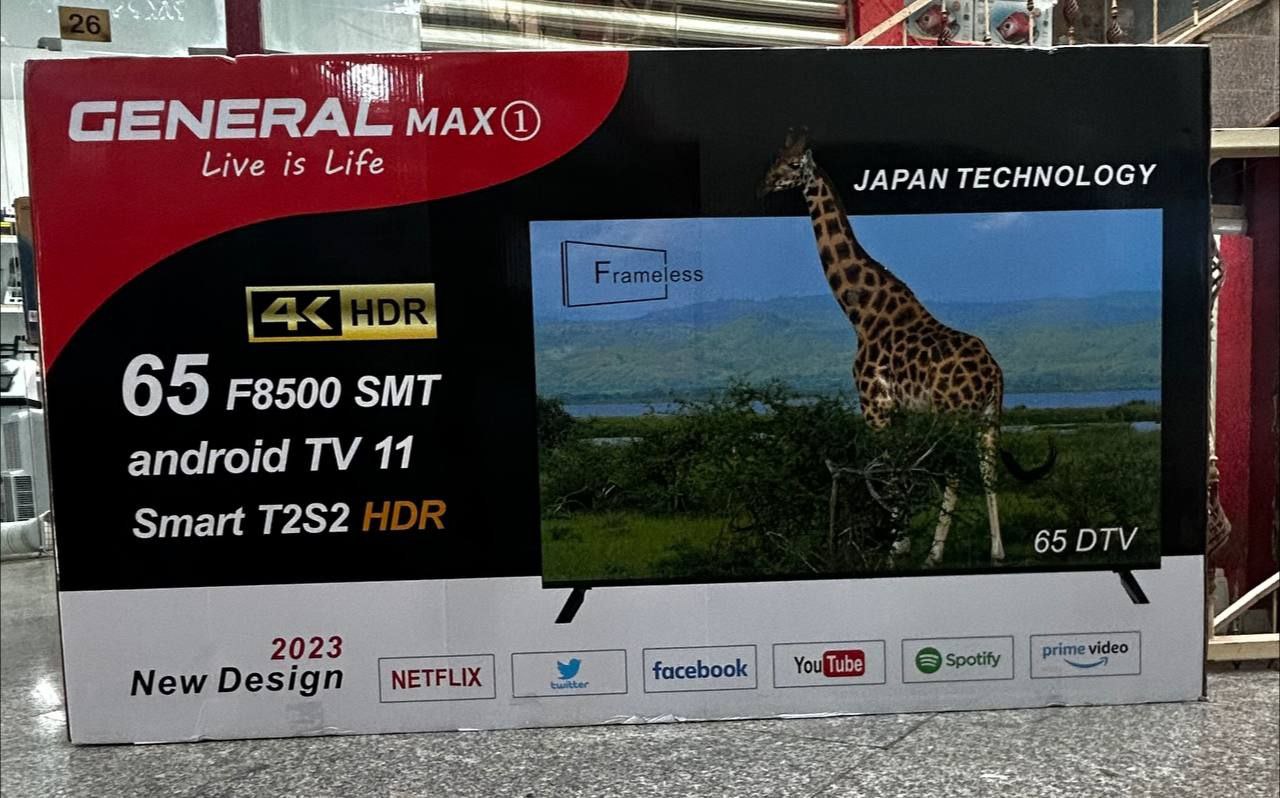 26
GENERAL MAX①
Live is Life
JAPAN TECHNOLOGY
Frameless
4K HDR
65 F8500 SMT
android TV 11
Smart T2S2 HDR
65 DTV
2023
New Design
NETFLIX
twitter
facebook
YouTube
Spotify
prime video